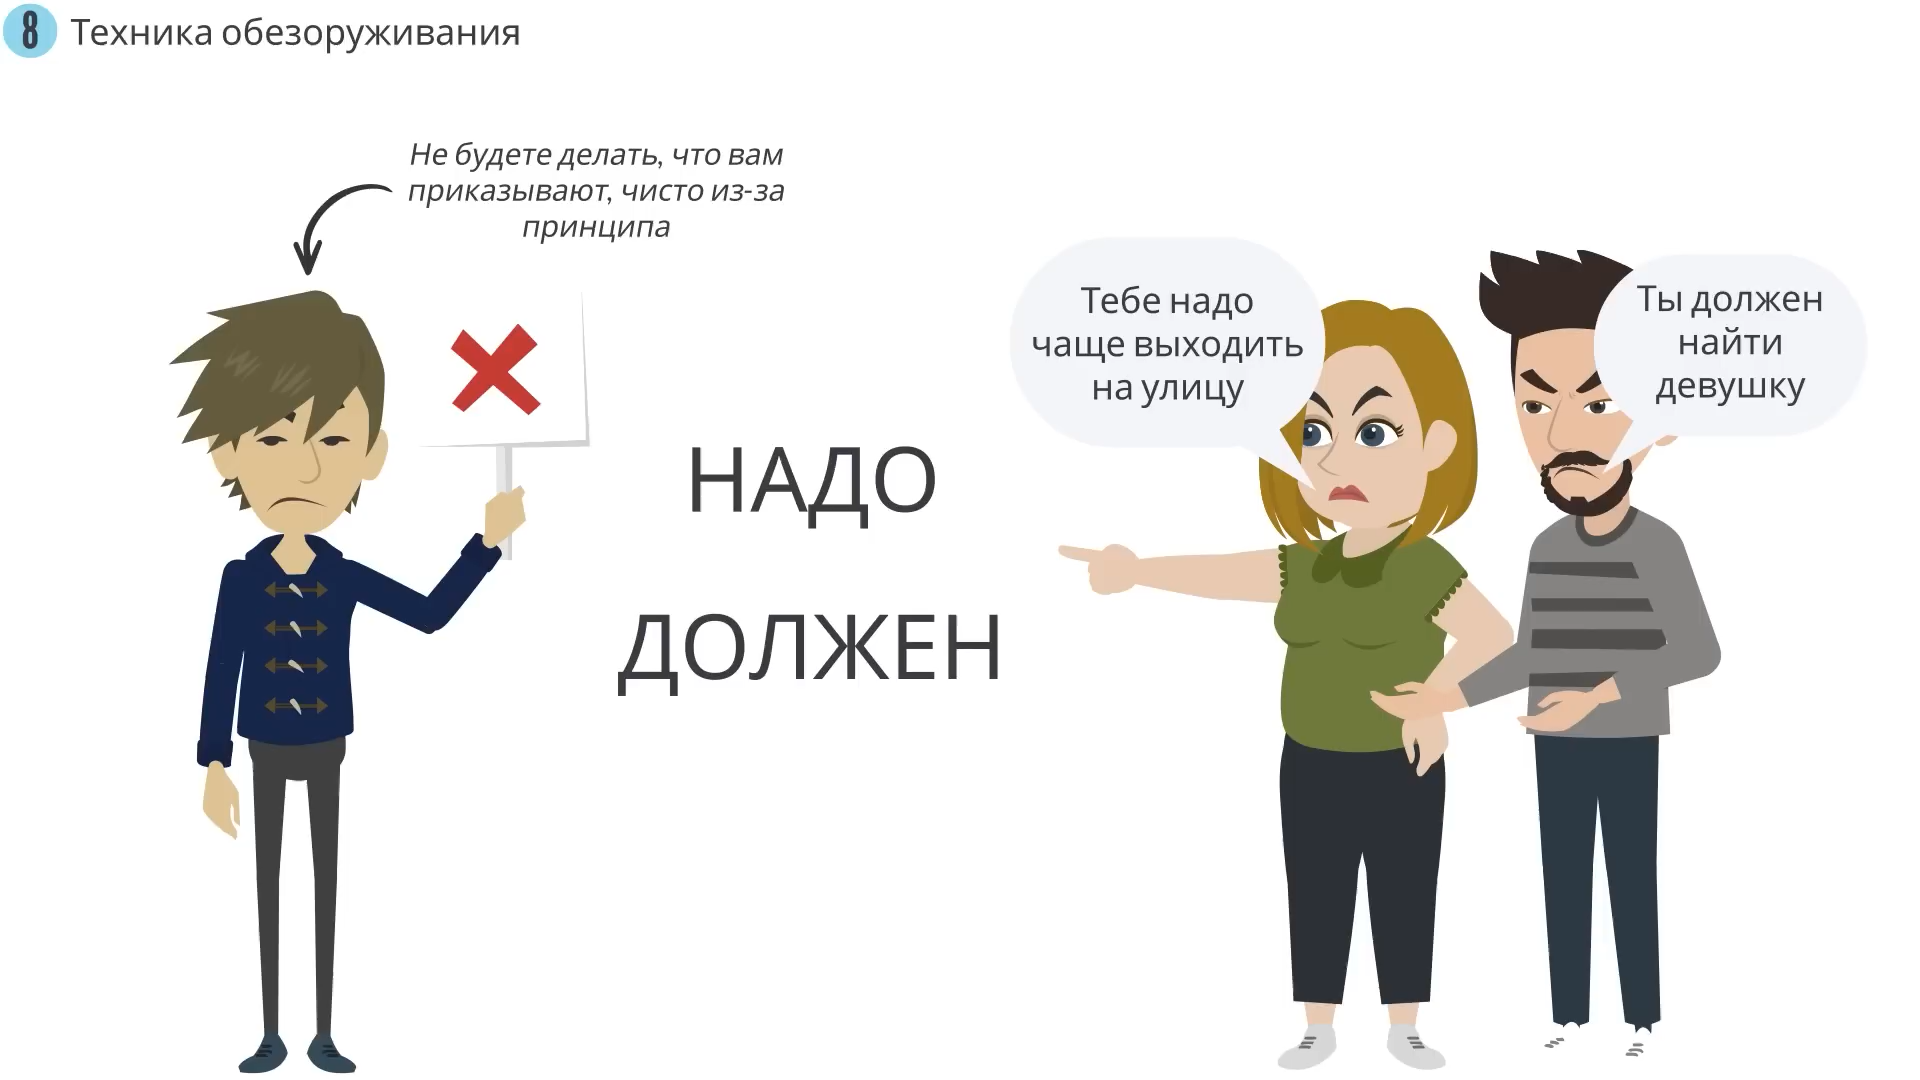 8 Техника обезоруживания
Не будете делать, что вам
приказывают, чисто из-за
принципа
НАДО
ДОЛЖЕН
Тебе надо
чаще выходить
на улицу
Ты должен
найти
девушку